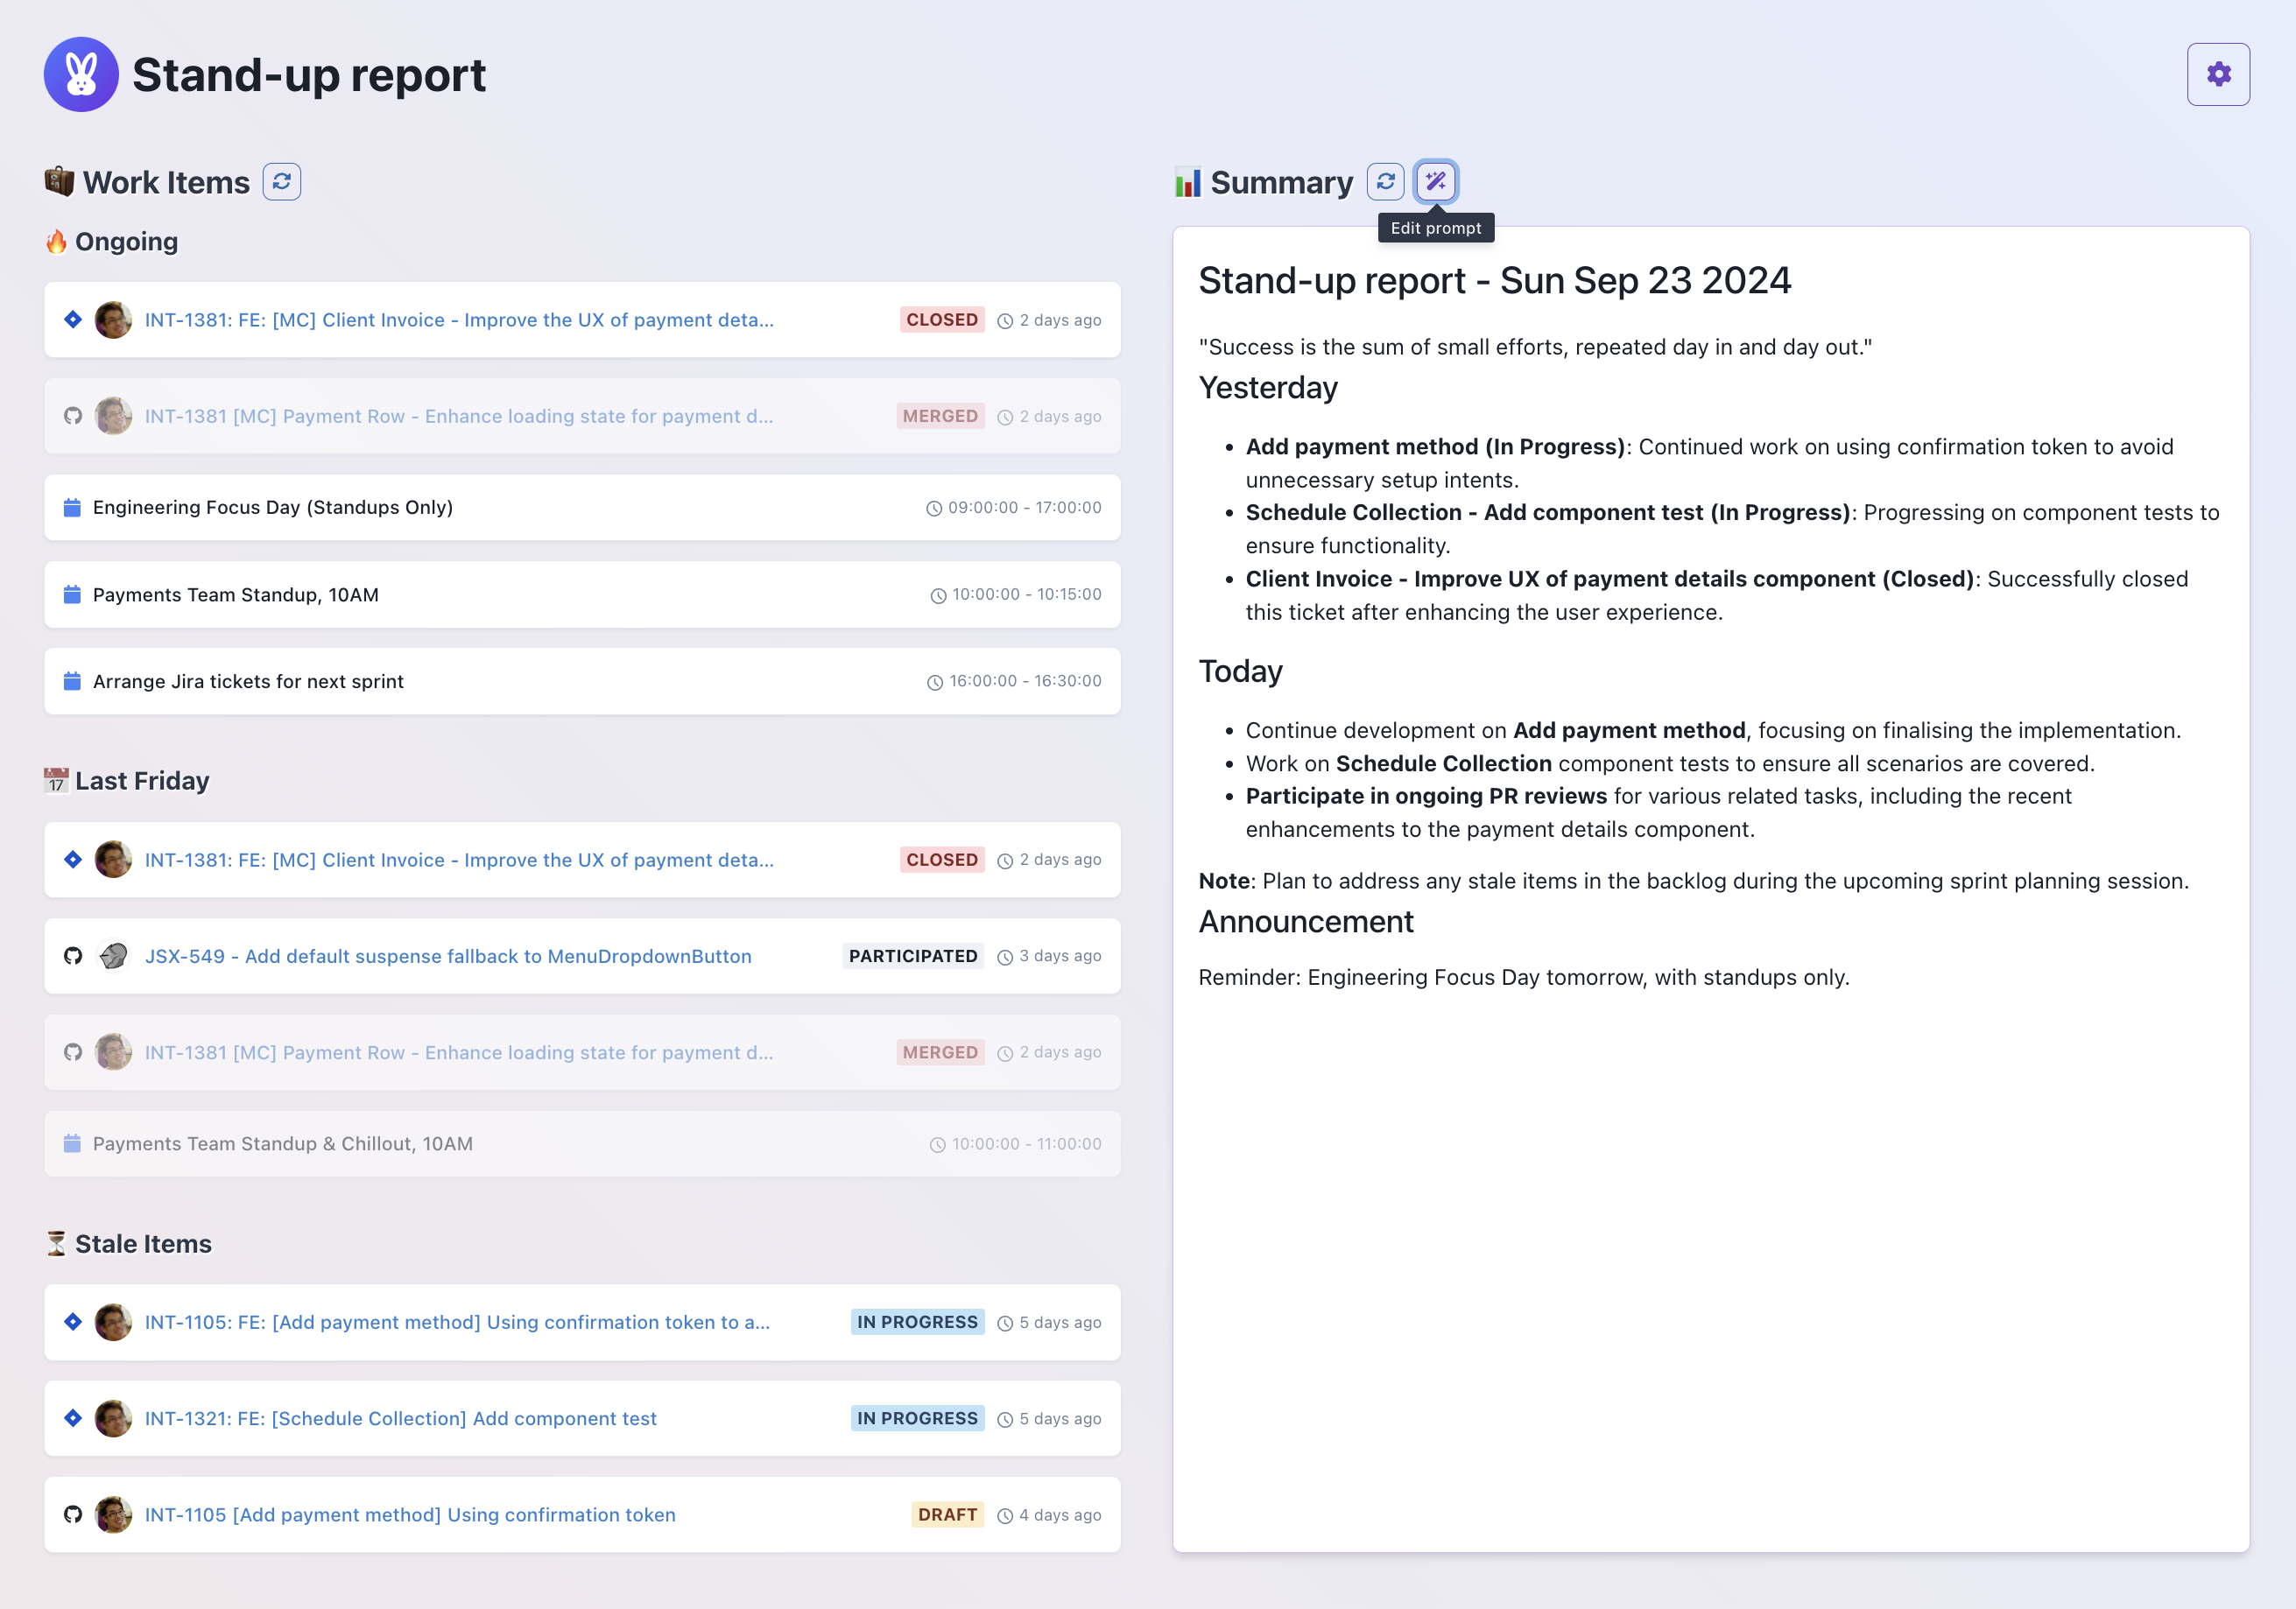 Stand-up report
Work Items
Ongoing
INT-1381: FE: [MC] Client Invoice - Improve the UX of payment deta...
CLOSED
2 days ago
INT-1381 [MC] Payment Row - Enhance loading state for payment d...
MERGED
2 days ago
Engineering Focus Day (Standups Only)
09:00:00 - 17:00:00
Payments Team Standup, 10AM
10:00:00 - 10:15:00
Arrange Jira tickets for next sprint
16:00:00 - 16:30:00
17
Last Friday
INT-1381: FE: [MC] Client Invoice - Improve the UX of payment deta...
CLOSED
2 days ago
JSX-549 - Add default suspense fallback to MenuDropdownButton
PARTICIPATED
3 days ago
INT-1381 [MC] Payment Row - Enhance loading state for payment d...
MERGED
2 days ago
Payments Team Standup & Chillout, 10AM
10:00:00 - 11:00:00
Stale Items
INT-1105: FE: [Add payment method] Using confirmation token to a...
IN PROGRESS
5 days ago
INT-1321: FE: [Schedule Collection] Add component test
IN PROGRESS
5 days ago
INT-1105 [Add payment method] Using confirmation token
DRAFT
4 days ago
Summary
Edit prompt
Stand-up report - Sun Sep 23 2024
"Success is the sum of small efforts, repeated day in and day out."
Yesterday
• Add payment method (In Progress): Continued work on using confirmation token to avoid
unnecessary setup intents.
• Schedule Collection - Add component test (In Progress): Progressing on component tests to
ensure functionality.
• Client Invoice - Improve UX of payment details component (Closed): Successfully closed
this ticket after enhancing the user experience.
Today
• Continue development on Add payment method, focusing on finalising the implementation.
• Work on Schedule Collection component tests to ensure all scenarios are covered.
• Participate in ongoing PR reviews for various related tasks, including the recent
enhancements to the payment details component.
Note: Plan to address any stale items in the backlog during the upcoming sprint planning session.
Announcement
Reminder: Engineering Focus Day tomorrow, with standups only.